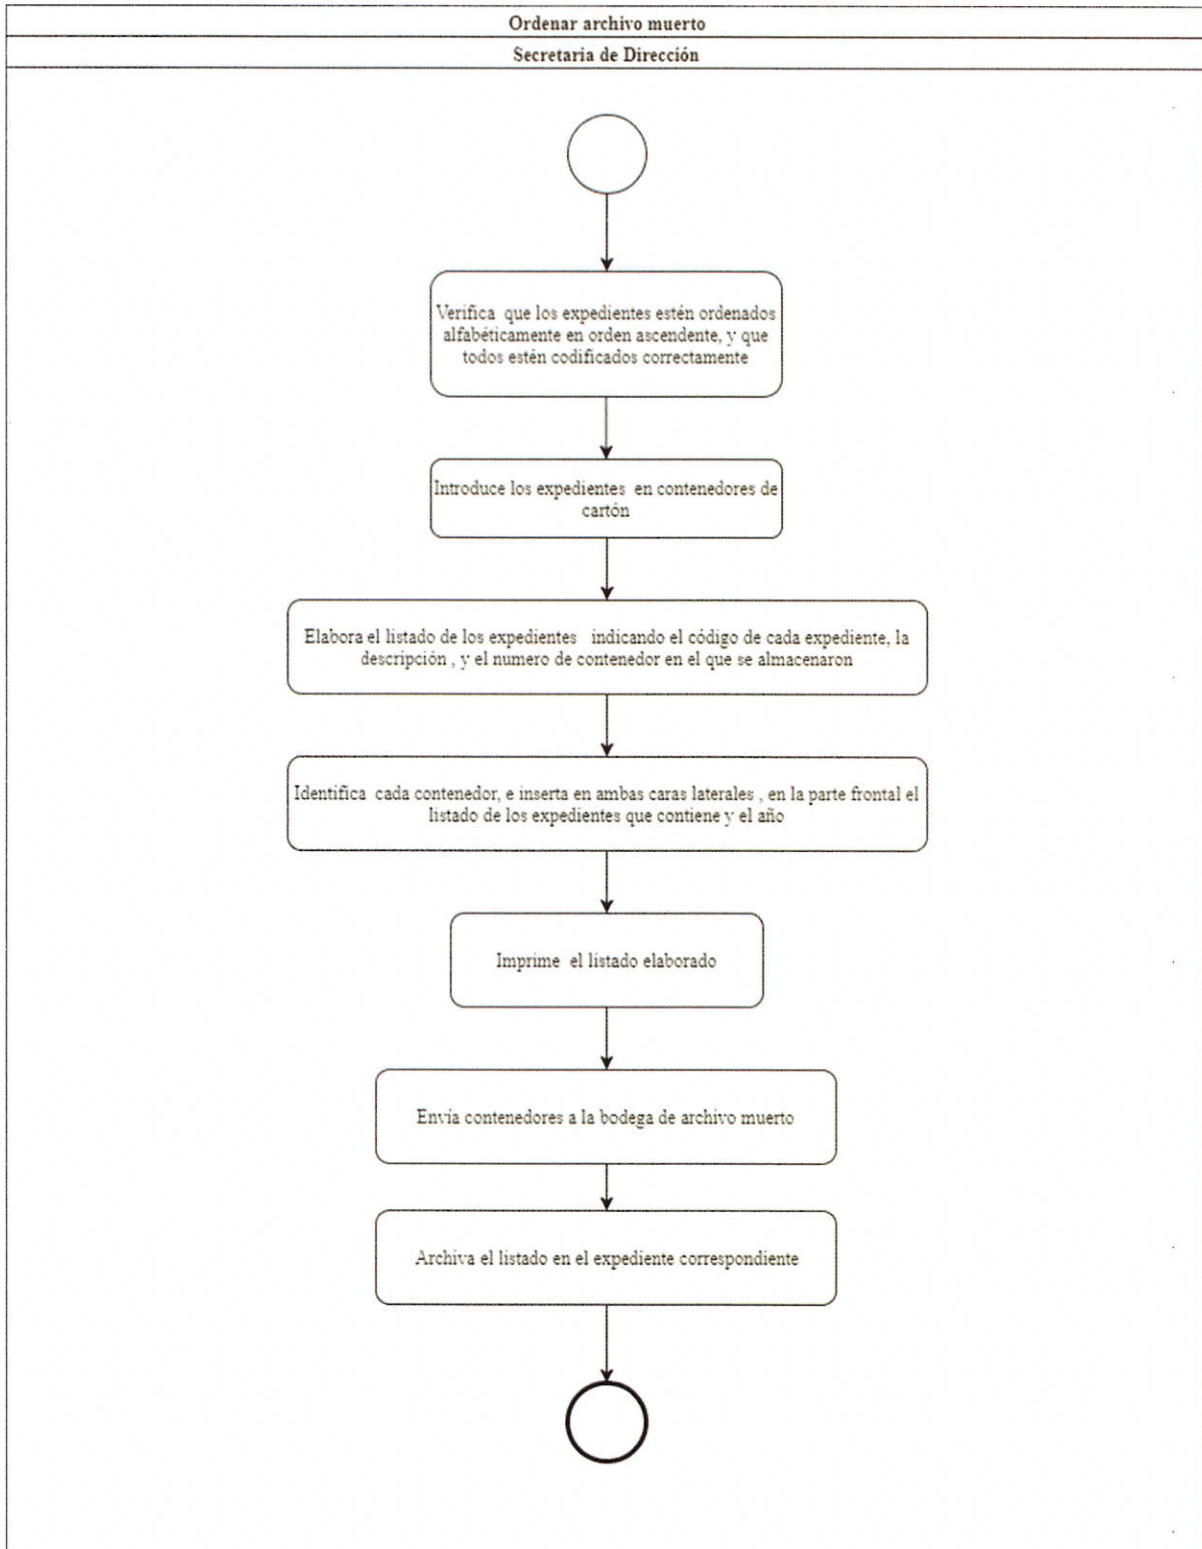 Ordenar archivo muerto
Secretaria de Dirección
Verifica que los expedientes estén ordenados
alfabéticamente en orden ascendente, y que
todos estén codificados correctamente
Introduce los expedientes en contenedores de
cartón
Elabora el listado de los expedientes indicando el código de cada expediente, la
descripción , y el numero de contenedor en el que se almacenaron
Identifica cada contenedor, e inserta en ambas caras laterales , en la parte frontal el
listado de los expedientes que contiene y el año
Imprime el listado elaborado
Envía contenedores a la bodega de archivo muerto
Archiva el listado en el expediente correspondiente